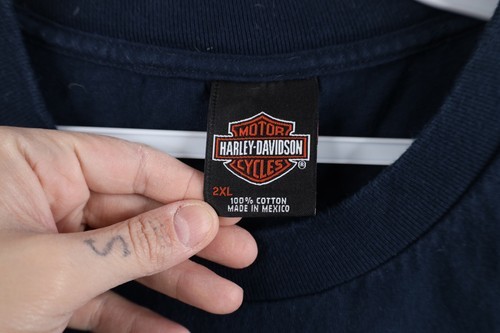 MOTOR
HARLEY-DAVIDSON
CYCLES
®
2XL
100% COTTON
MADE IN MEXICO
S